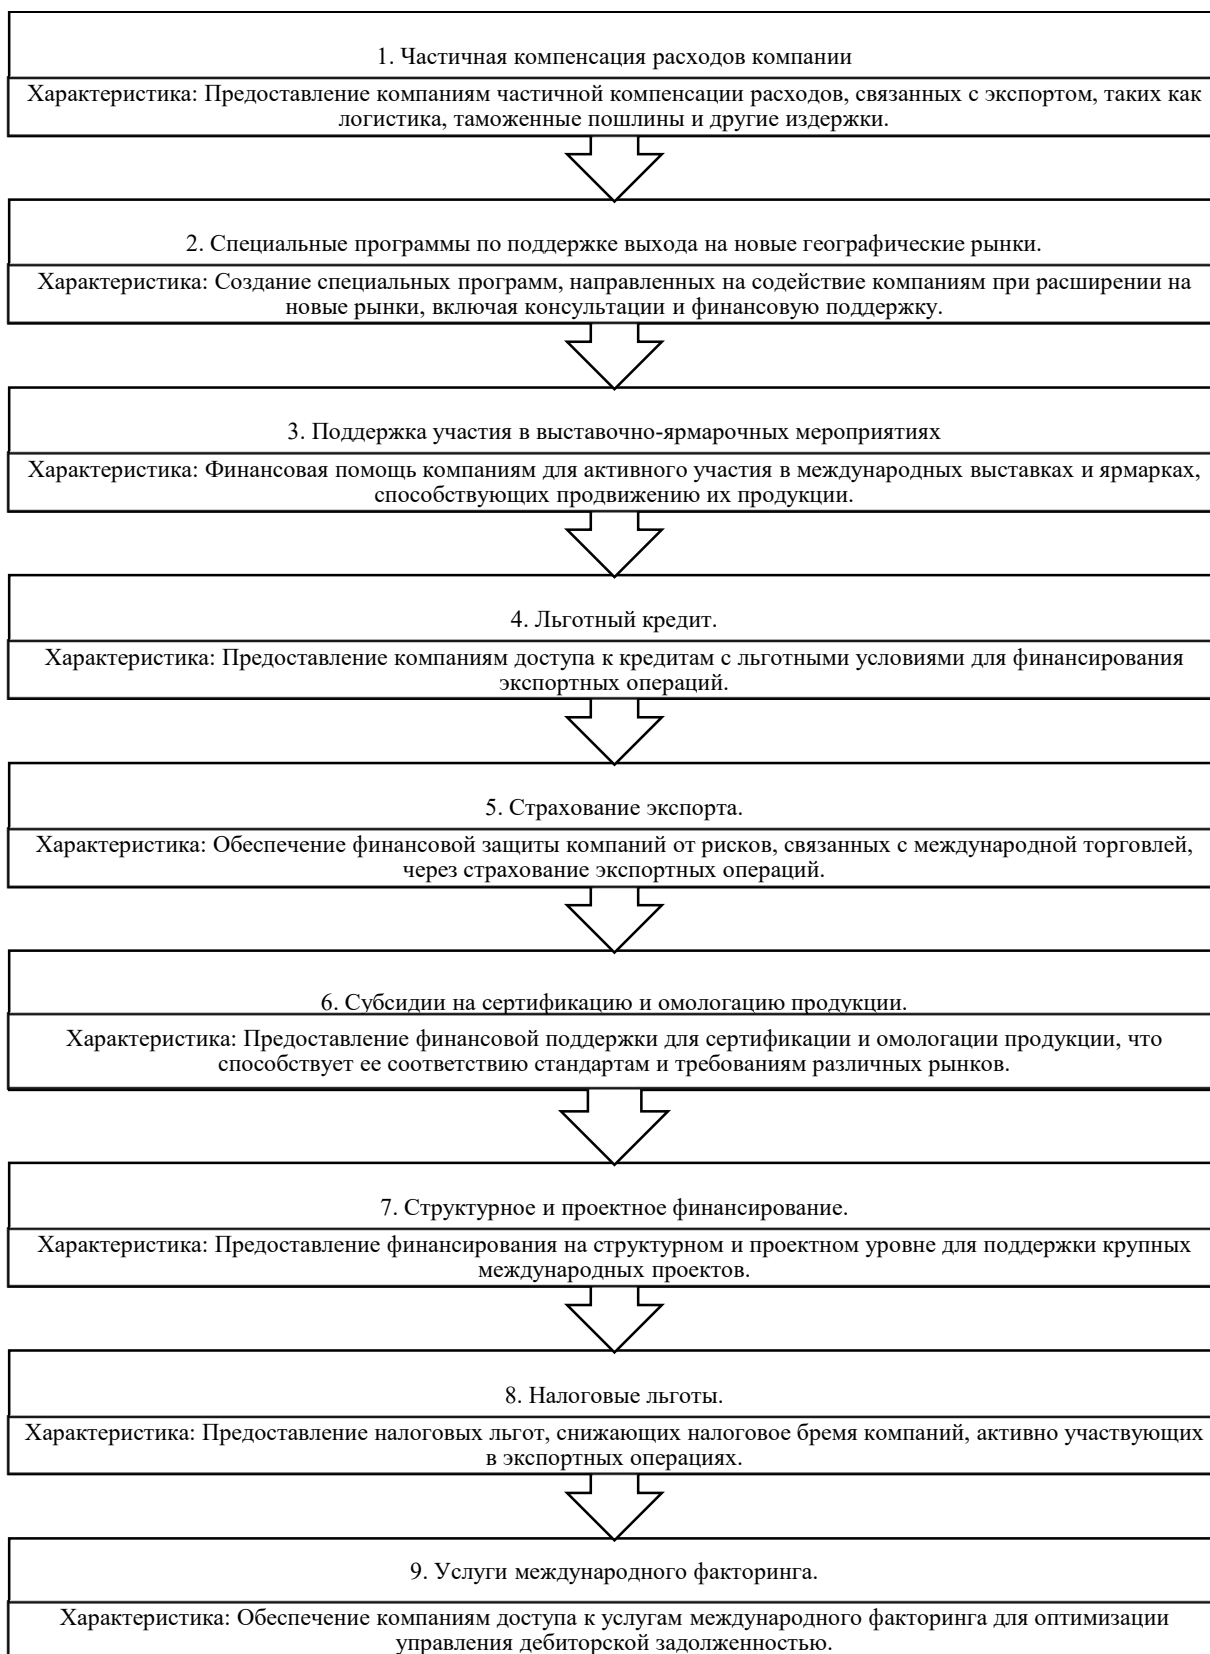 1. Частичная компенсация расходов компании
Характеристика: Предоставление компаниям частичной компенсации расходов, связанных с экспортом, таких как
логистика, таможенные пошлины и другие издержки.
2. Специальные программы по поддержке выхода на новые географические рынки.
Характеристика: Создание специальных программ, направленных на содействие компаниям при расширении на
новые рынки, включая консультации и финансовую поддержку.
3. Поддержка участия в выставочно-ярмарочных мероприятиях
Характеристика: Финансовая помощь компаниям для активного участия в международных выставках и ярмарках,
способствующих продвижению их продукции.
4. Льготный кредит.
Характеристика: Предоставление компаниям доступа к кредитам с льготными условиями для финансирования
экспортных операций.
5. Страхование экспорта.
Характеристика: Обеспечение финансовой защиты компаний от рисков, связанных с международной торговлей,
через страхование экспортных операций.
6. Субсидии на сертификацию и омологацию продукции.
Характеристика: Предоставление финансовой поддержки для сертификации и омологации продукции, что
способствует ее соответствию стандартам и требованиям различных рынков.
7. Структурное и проектное финансирование.
Характеристика: Предоставление финансирования на структурном и проектном уровне для поддержки крупных
международных проектов.
8. Налоговые льготы.
Характеристика: Предоставление налоговых льгот, снижающих налоговое бремя компаний, активно участвующих
в экспортных операциях.
9. Услуги международного факторинга.
Характеристика: Обеспечение компаниям доступа к услугам международного факторинга для оптимизации
управления дебиторской задолженностью.